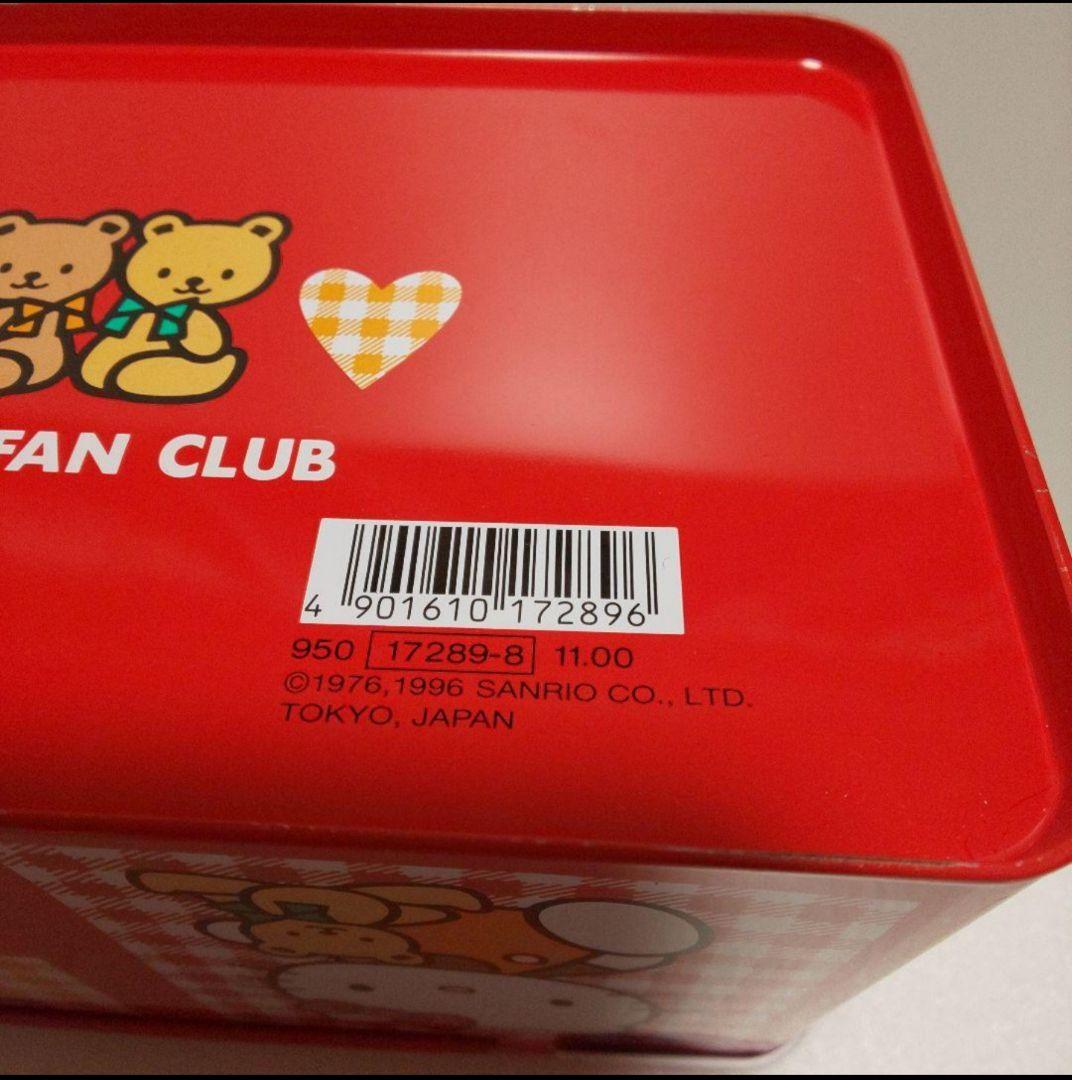 FAN CLUB
4 901610 172896
950 17289-8 11.00
©1976,1996 SANRIO CO., LTD.
TOKYO, JAPAN